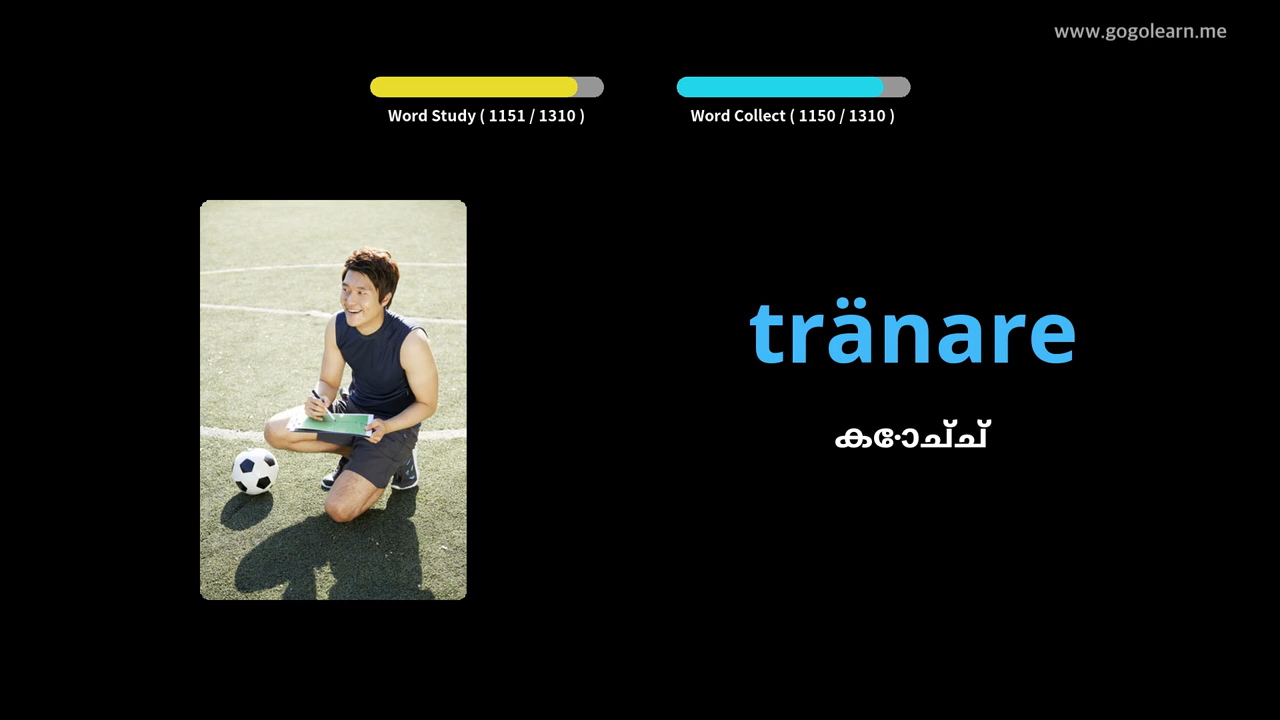 www.gogolearn.me
Word Study ( 1151 / 1310 )
Word Collect ( 1150 / 1310 )
tränare
കോച്ച്